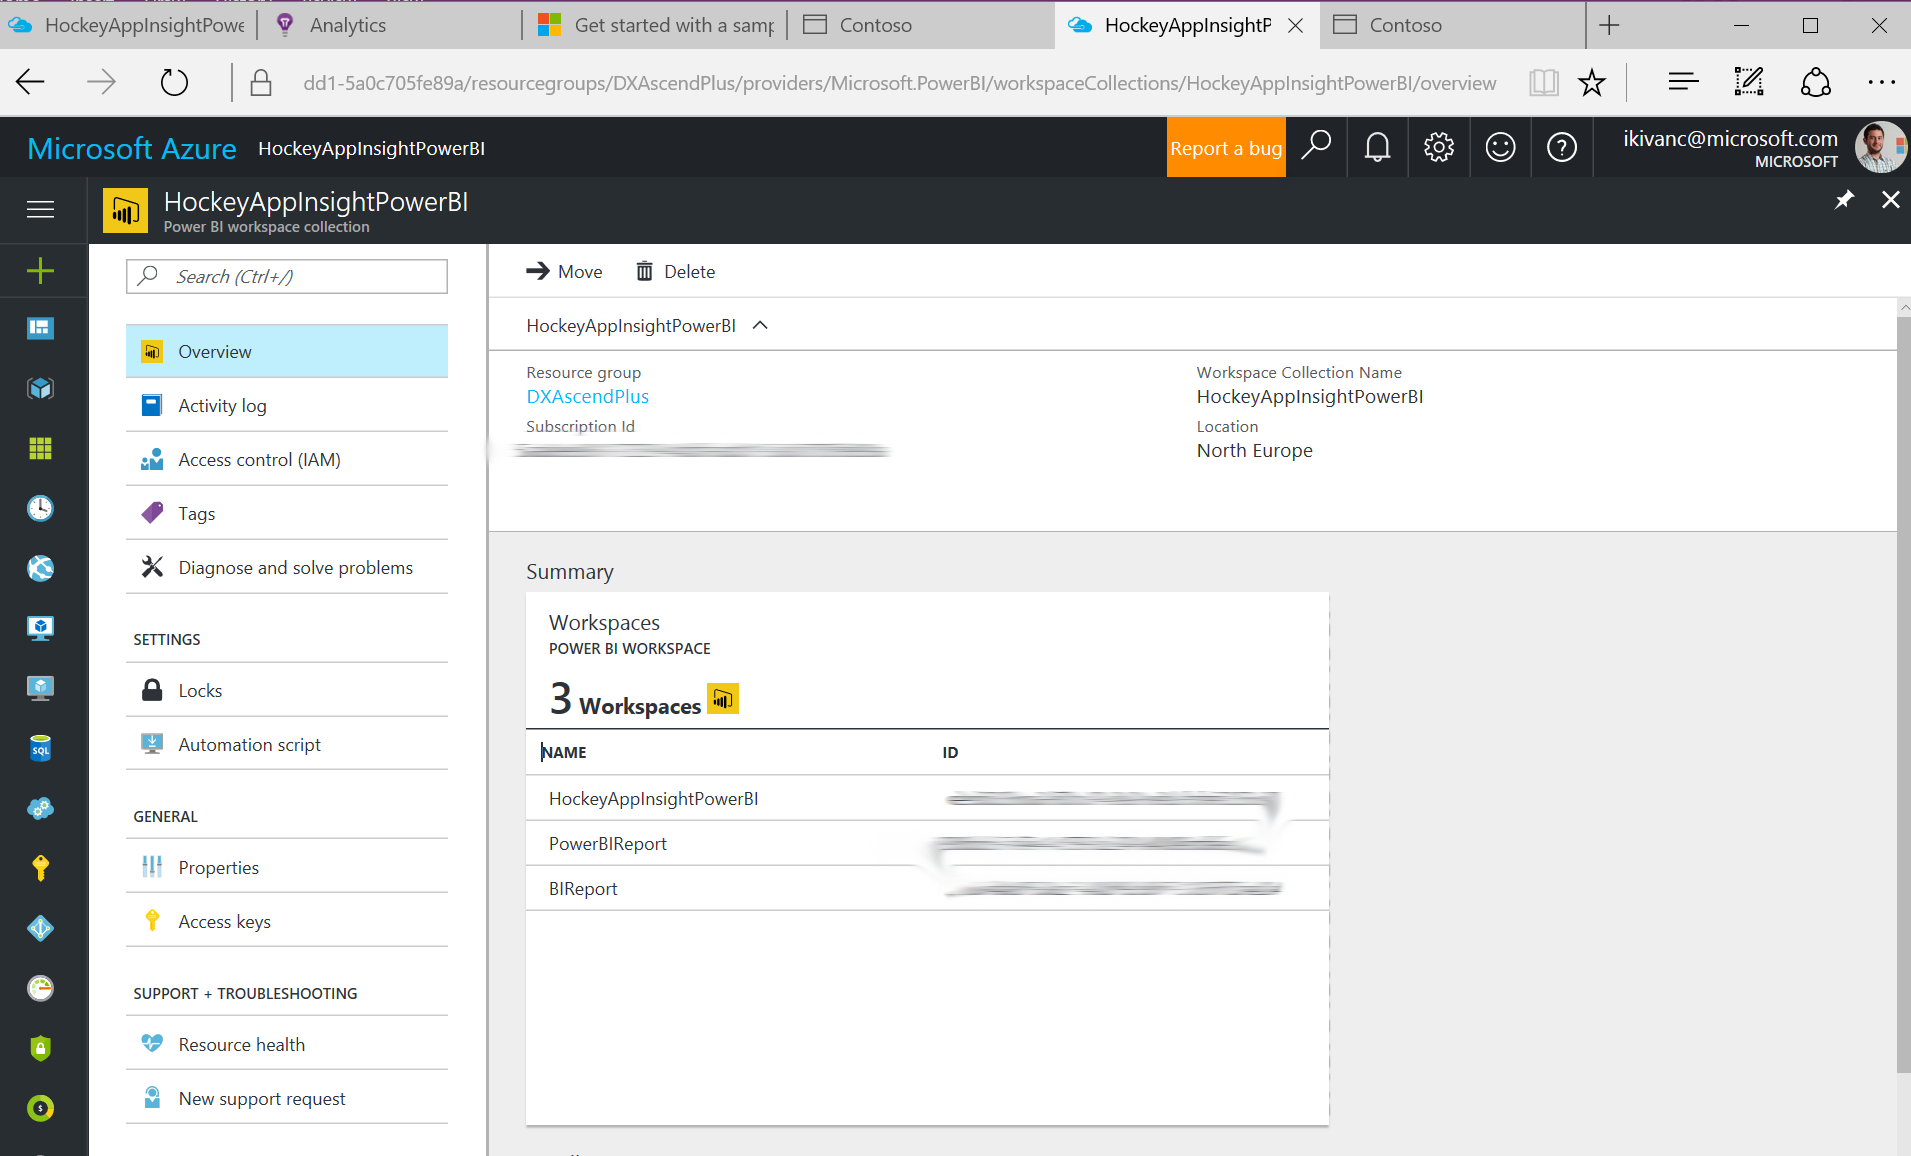 HockeyAppInsightPowe
Analytics
Get started with a samp
Contoso
HockeyAppInsightP
Contoso
dd1-5a0c705fe89a/resourcegroups/DXAscendPlus/providers/Microsoft.PowerBI/workspaceCollections/HockeyAppInsightPowerBI/overview
Microsoft Azure HockeyAppInsightPowerBI
Report a bug
ikivanc@microsoft.com
MICROSOFT
HockeyAppInsightPowerBI
Power BI workspace collection
Search (Ctrl+/)
Overview
Activity log
Access control (IAM)
Tags
Diagnose and solve problems
SETTINGS
Locks
Automation script
GENERAL
Properties
Access keys
SUPPORT + TROUBLESHOOTING
Resource health
New support request
SQL
$
Move Delete
HockeyAppInsightPowerBI
Resource group
DXAscendPlus
Subscription Id
Workspace Collection Name
HockeyAppInsightPowerBI
Location
North Europe
Summary
Workspaces
POWER BI WORKSPACE
3 Workspaces
NAME ID
HockeyAppInsightPowerBI
PowerBIReport
BIReport